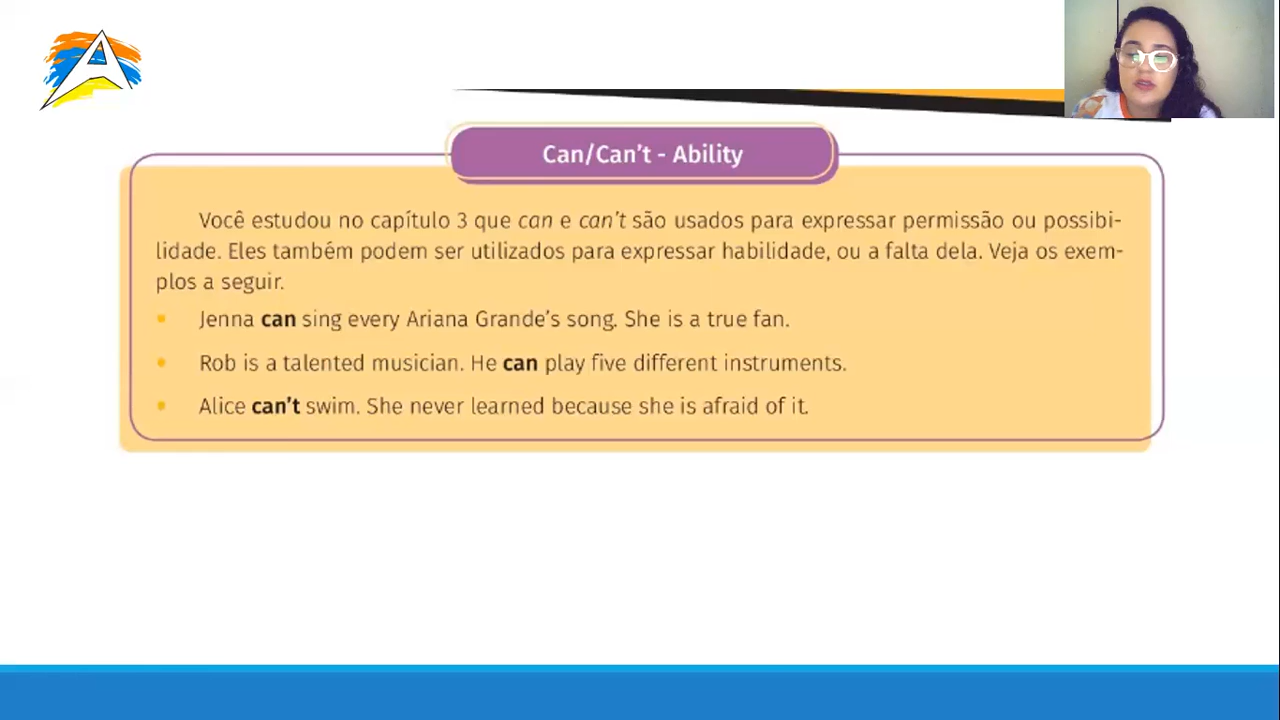 Can/Can't - Ability
Você estudou no capítulo 3 que can e can't são usados para expressar permissão ou possibi-
lidade. Eles também podem ser utilizados para expressar habilidade, ou a falta dela. Veja os exem-
plos a seguir.
• Jenna can sing every Ariana Grande's song. She is a true fan.
• Rob is a talented musician. He can play five different instruments.
• Alice can't swim. She never learned because she is afraid of it.